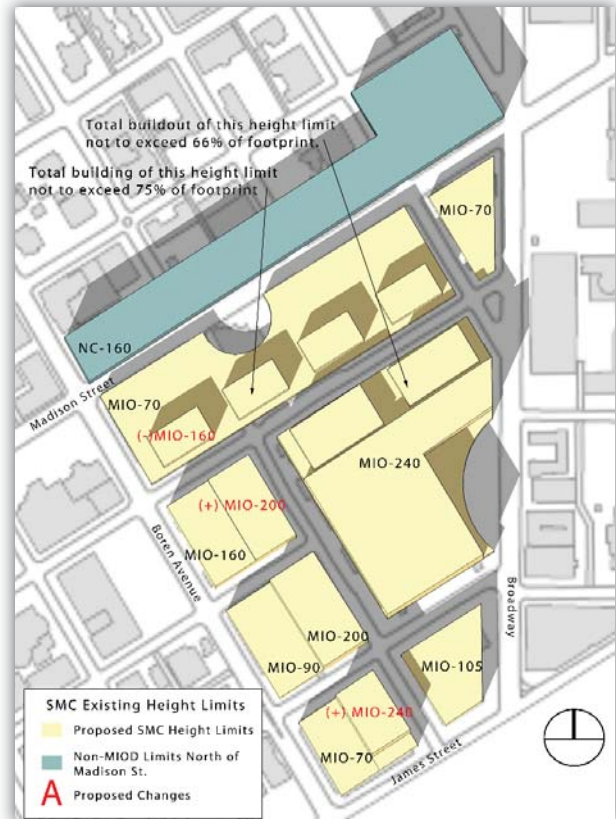 Total buildout of this height limit
not to exceed 66% of footprint.
Total building of this height limit
not to exceed 75% of footprint
MIO-70
NC-160
Madison Street
MIO-70
(-)MIO-160
MIO-240
(+) MIO-200
MIO-160
Boren Avenue
Broadway
MIO-200
MIO-90
MIO-105
(+) MIO-240
MIO-70
James Street
SMC Existing Height Limits
Proposed SMC Height Limits
Non-MIOD Limits North of
Madison St.
A Proposed Changes